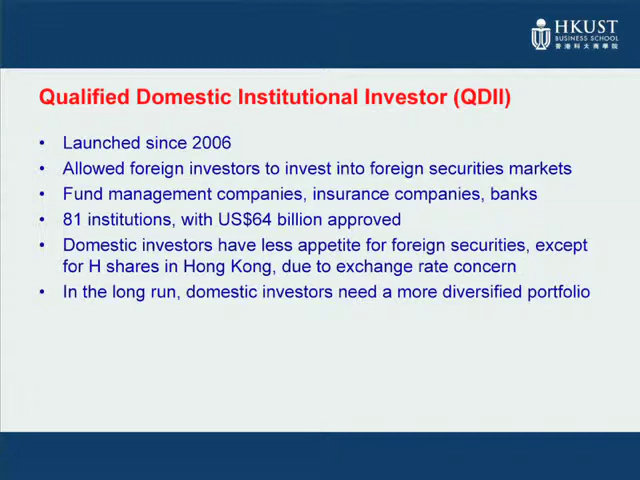 HKUST
BUSINESS SCHOOL
香港科大商學院
Qualified Domestic Institutional Investor (QDII)
• Launched since 2006
• Allowed foreign investors to invest into foreign securities markets
• Fund management companies, insurance companies, banks
• 81 institutions, with US$64 billion approved
• Domestic investors have less appetite for foreign securities, except
for H shares in Hong Kong, due to exchange rate concern
• In the long run, domestic investors need a more diversified portfolio